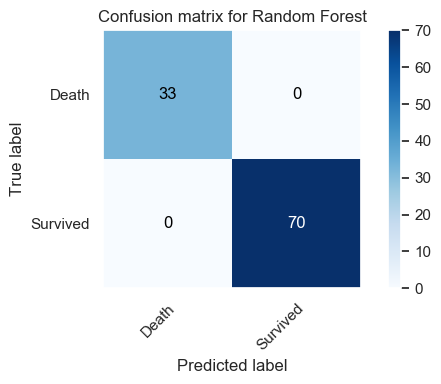 Confusion matrix for Random Forest
True label
Death
Survived
33
0
0
70
Death
Survived
Predicted label
70
60
50
40
30
20
10
0